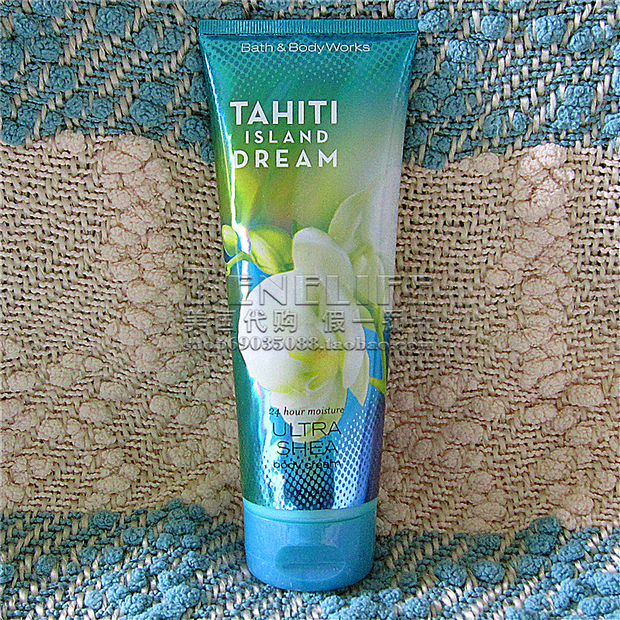 Bath & Body Works
TAHITI
ISLAND
DREAM
24 hour moisture
ULTRA
SHEA
body cream